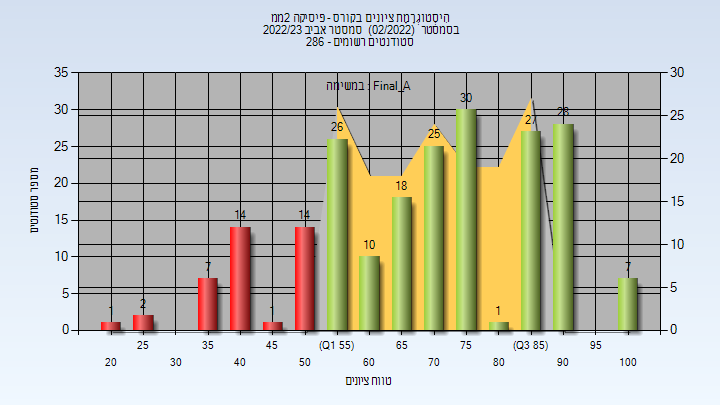 היסטוגרמת ציונים בקורס - פיסיקה 2ממ
בסמסטר (02/2022) סמסטר אביב 2022/23
סטודנטים רשומים - 286
במשימה : Final_A
מספר סטודנטים
35 30 25 20 15 10 5 0
30 25 20 15 10 5 0
1 2 7 14 1 14 26 10 18 25 30 1 27 28 7
25 35 45 (Q1 55) 65 75 (Q3 85) 95
20 30 40 50 60 70 80 90 100
טווח ציונים